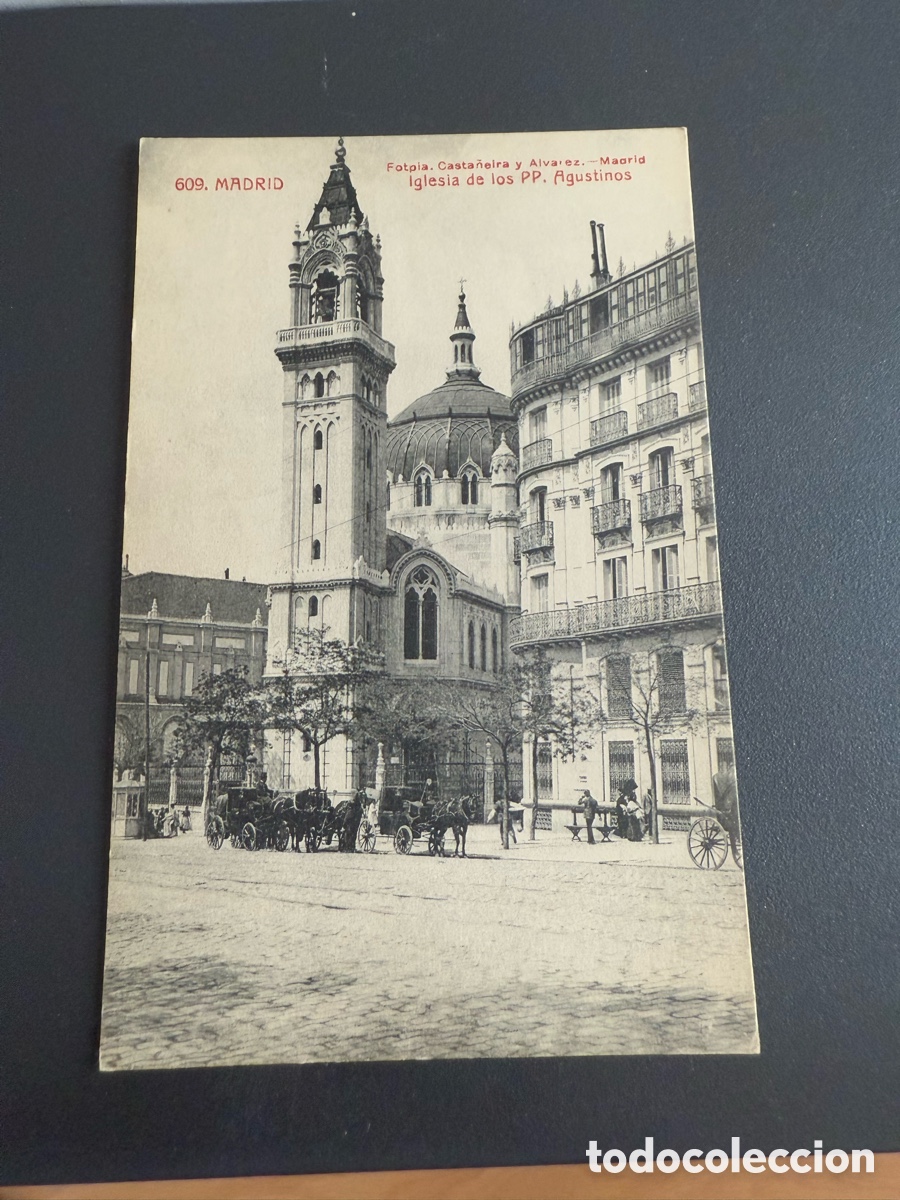 Fotpia. Castañeira y Alvarez.—Madrid
609. MADRID
Iglesia de los PP. Agustinos
todocoleccion